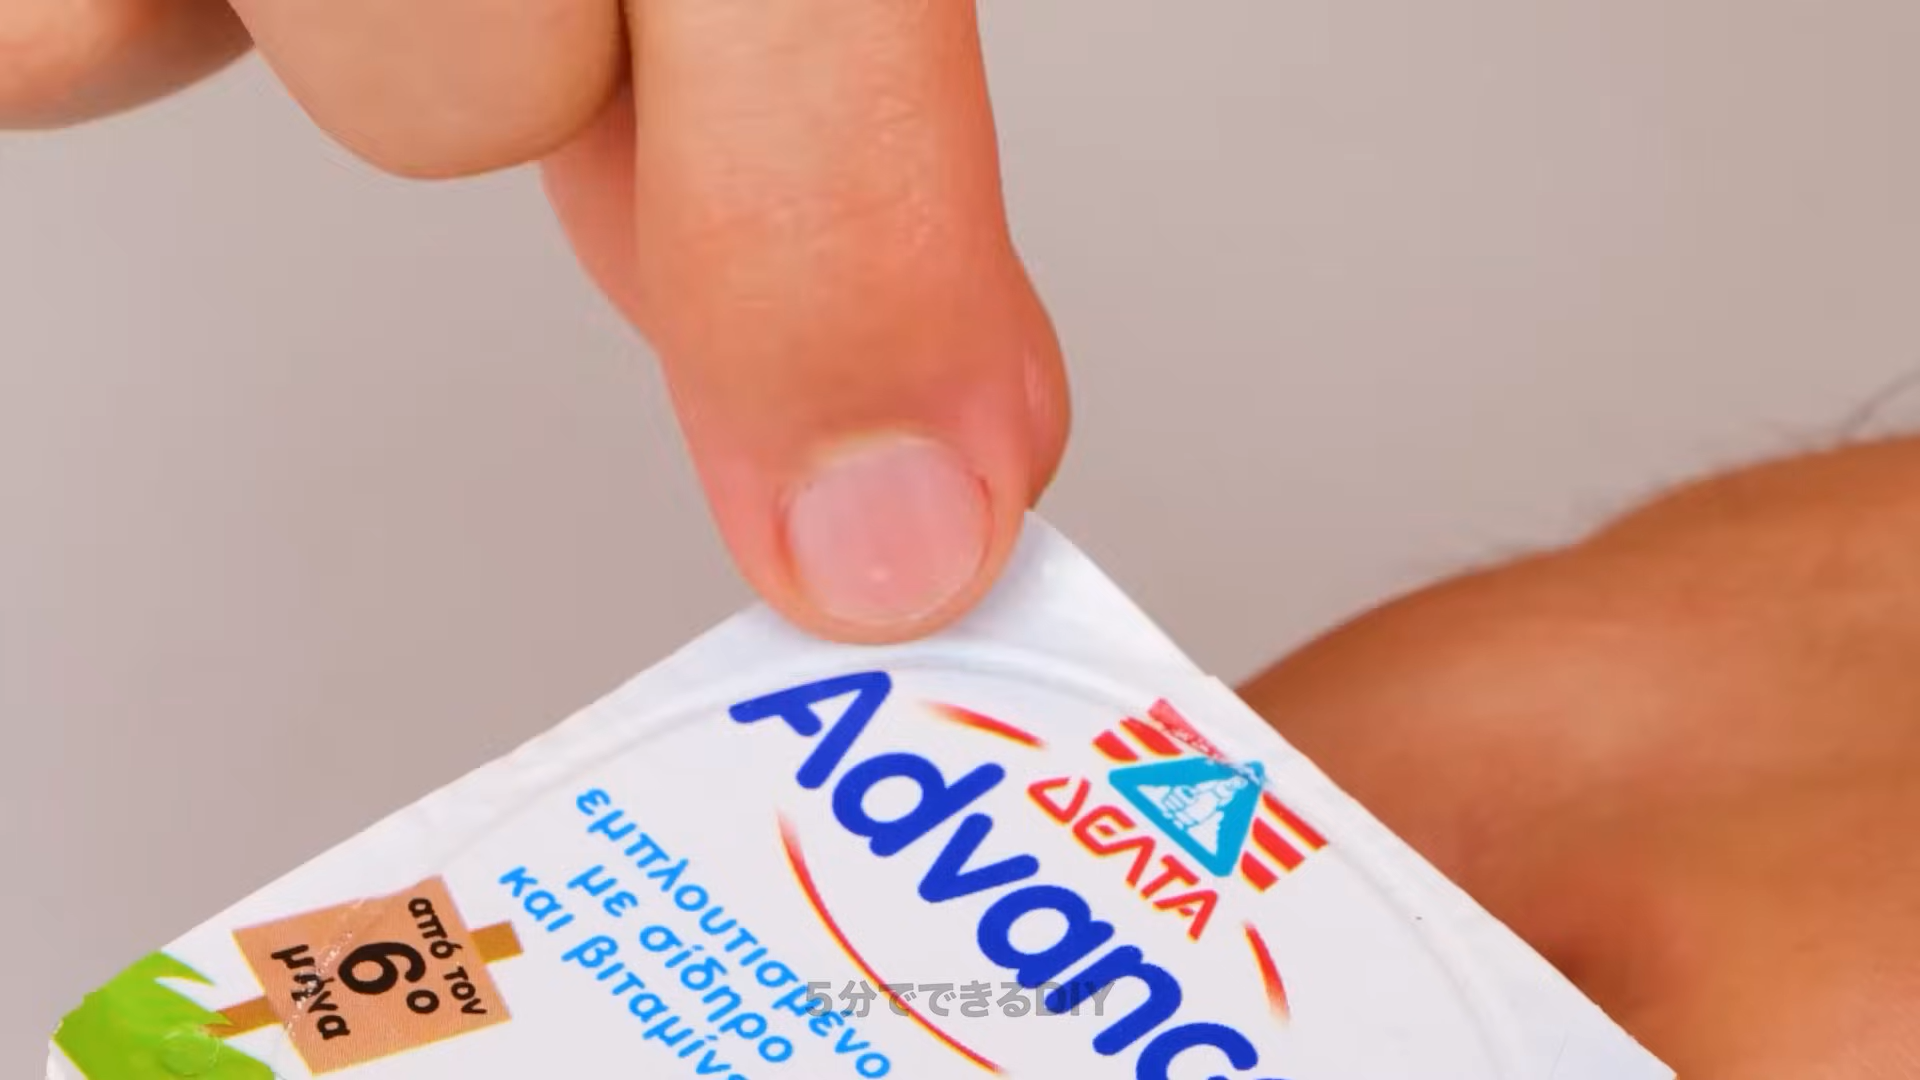 Advanc
ΔΕΛΤΑ
εμπλουτισμένο
με σίδηρο
και βιταμίνε
από τον
6ο
μήνα
5分でできるDIY